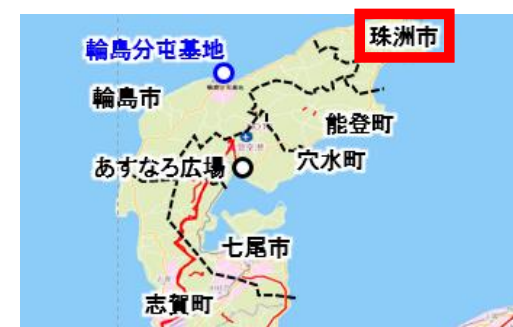 珠洲市
輪島分屯基地
輪島市
能登町
穴水町
あすなろ広場
七尾市
志賀町